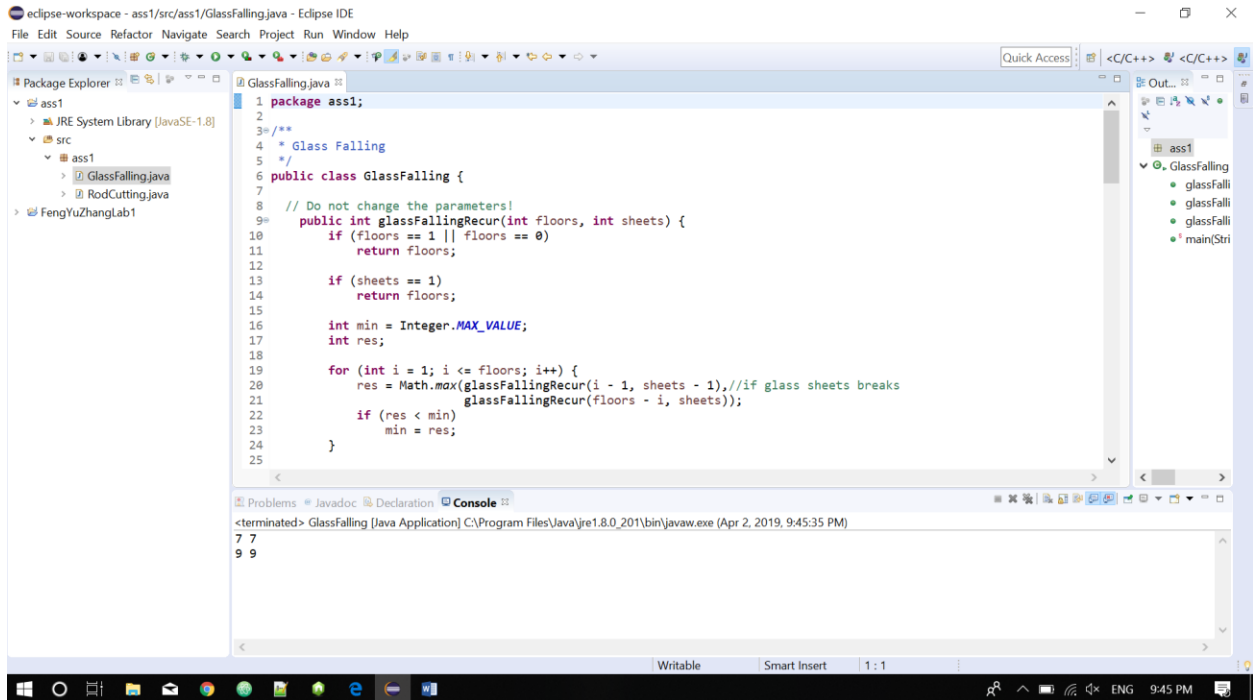 eclipse-workspace - ass1/src/ass1/GlassFalling.java - Eclipse IDE
File Edit Source Refactor Navigate Search Project Run Window Help
Quick Access
<C/C++>
<C/C++>
Package Explorer
ass1
JRE System Library [JavaSE-1.8]
src
ass1
GlassFalling.java
RodCutting.java
FengYuZhangLab1
GlassFalling.java
1 package ass1;
2
3 /**
4 * Glass Falling
5 */
6 public class GlassFalling {
7
8 // Do not change the parameters!
9 public int glassFallingRecur(int floors, int sheets) {
10 if (floors == 1 || floors == 0)
11 return floors;
12
13 if (sheets == 1)
14 return floors;
15
16 int min = Integer.MAX_VALUE;
17 int res;
18
19 for (int i = 1; i <= floors; i++) {
20 res = Math.max(glassFallingRecur(i - 1, sheets - 1),//if glass sheets breaks
21 glassFallingRecur(floors - i, sheets));
22 if (res < min)
23 min = res;
24 }
25
Out...
ass1
GlassFalling
glassFalli
glassFalli
glassFalli
main(Stri
Problems Javadoc Declaration Console
<terminated> GlassFalling [Java Application] C:\Program Files\Java\jre1.8.0_201\bin\javaw.exe (Apr 2, 2019, 9:45:35 PM)
7 7
9 9
Writable Smart Insert 1 : 1
ENG 9:45 PM